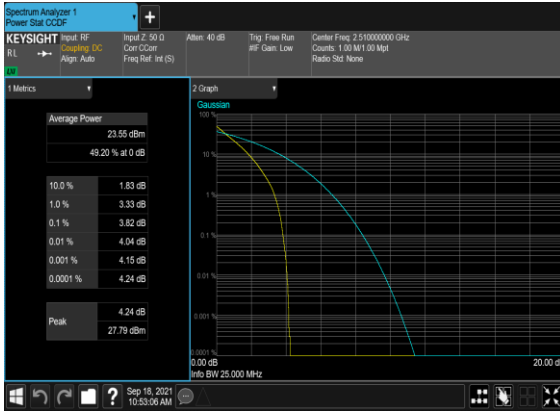 Spectrum Analyzer 1
Power Stat CCDF
KEYSIGHT
RL
Input: RF
Coupling: DC
Align: Auto
Input Z: 50 Ω
Corr CCorr
Freq Ref: Int (S)
Atten: 40 dB
Trig: Free Run
#IF Gain: Low
Center Freq: 2.510000000 GHz
Counts: 1.00 M/1.00 Mpt
Radio Std: None
1 Metrics
Average Power
23.55 dBm
49.20 % at 0 dB
10.0 % 1.83 dB
1.0 % 3.33 dB
0.1 % 3.82 dB
0.01 % 4.04 dB
0.001 % 4.15 dB
0.0001 % 4.24 dB
Peak
4.24 dB
27.79 dBm
2 Graph
Gaussian
100 %
10 %
1 %
0.1 %
0.01 %
0.001 %
0.0001 %
0.00 dB
20.00 d
Info BW 25.000 MHz
?
Sep 18, 2021
10:53:06 AM